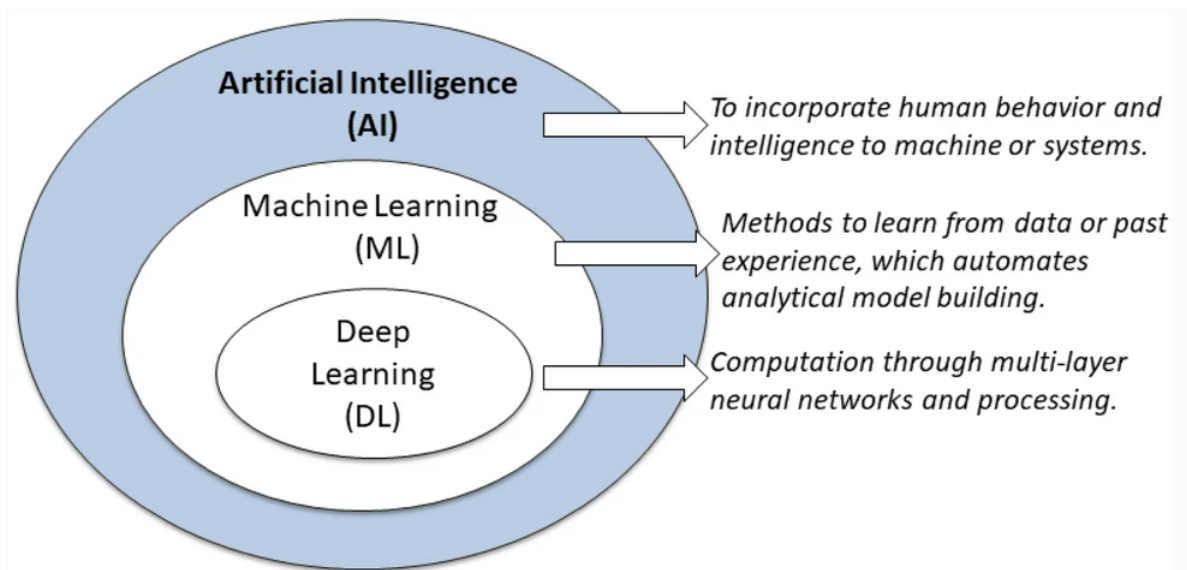 Artificial Intelligence
(AI)
To incorporate human behavior and
intelligence to machine or systems.
Machine Learning
(ML)
Methods to learn from data or past
experience, which automates
analytical model building.
Deep
Learning
(DL)
Computation through multi-layer
neural networks and processing.